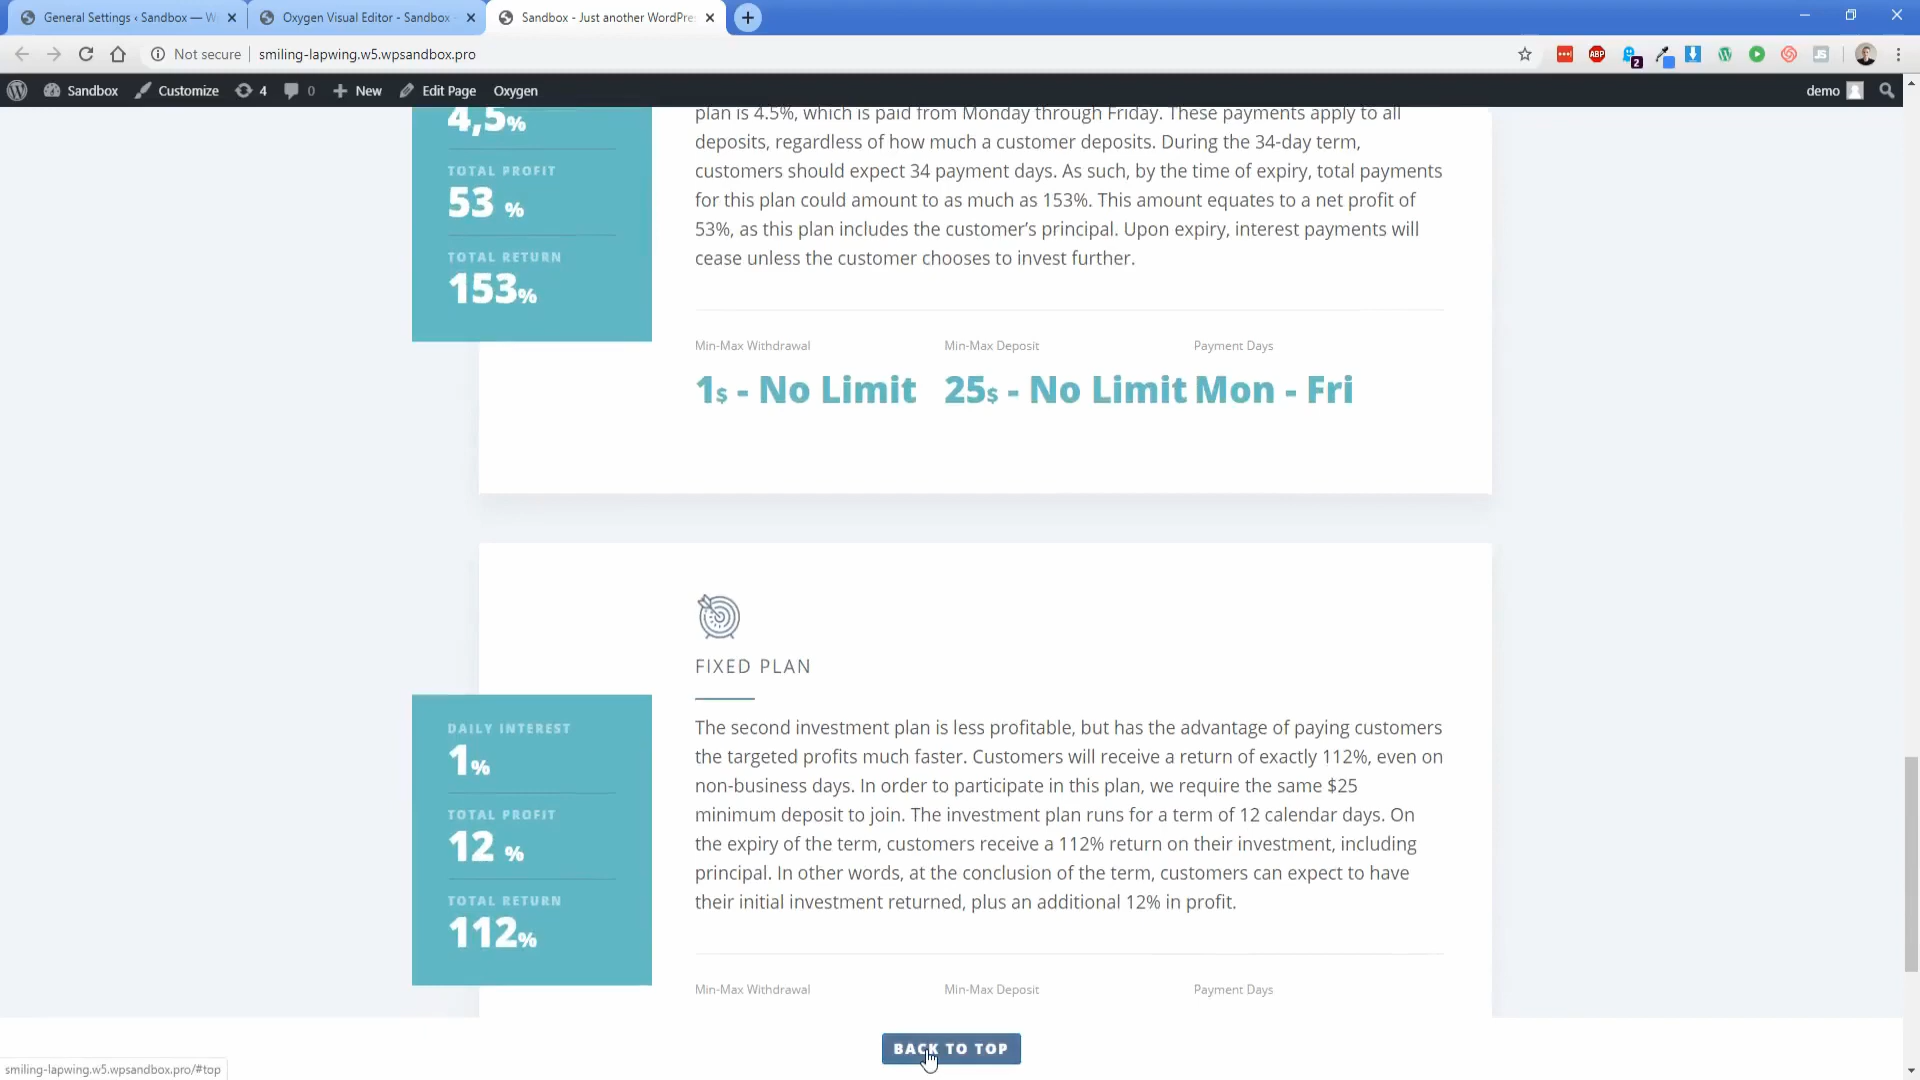 General Settings ‹ Sandbox — W
Oxygen Visual Editor - Sandbox
Sandbox - Just another WordPre
Not secure
smiling-lapwing.w5.wpsandbox.pro
ABP
2
JS
Sandbox
Customize
4
0
New
Edit Page
Oxygen
demo
4,5%
TOTAL PROFIT
53 %
TOTAL RETURN
153%
plan is 4.5%, which is paid from Monday through Friday. These payments apply to all
deposits, regardless of how much a customer deposits. During the 34-day term,
customers should expect 34 payment days. As such, by the time of expiry, total payments
for this plan could amount to as much as 153%. This amount equates to a net profit of
53%, as this plan includes the customer’s principal. Upon expiry, interest payments will
cease unless the customer chooses to invest further.
Min-Max Withdrawal
Min-Max Deposit
Payment Days
1$ - No Limit
25$ - No Limit
Mon - Fri
FIXED PLAN
DAILY INTEREST
1%
TOTAL PROFIT
12 %
TOTAL RETURN
112%
The second investment plan is less profitable, but has the advantage of paying customers
the targeted profits much faster. Customers will receive a return of exactly 112%, even on
non-business days. In order to participate in this plan, we require the same $25
minimum deposit to join. The investment plan runs for a term of 12 calendar days. On
the expiry of the term, customers receive a 112% return on their investment, including
principal. In other words, at the conclusion of the term, customers can expect to have
their initial investment returned, plus an additional 12% in profit.
Min-Max Withdrawal
Min-Max Deposit
Payment Days
BACK TO TOP
smiling-lapwing.w5.wpsandbox.pro/#top